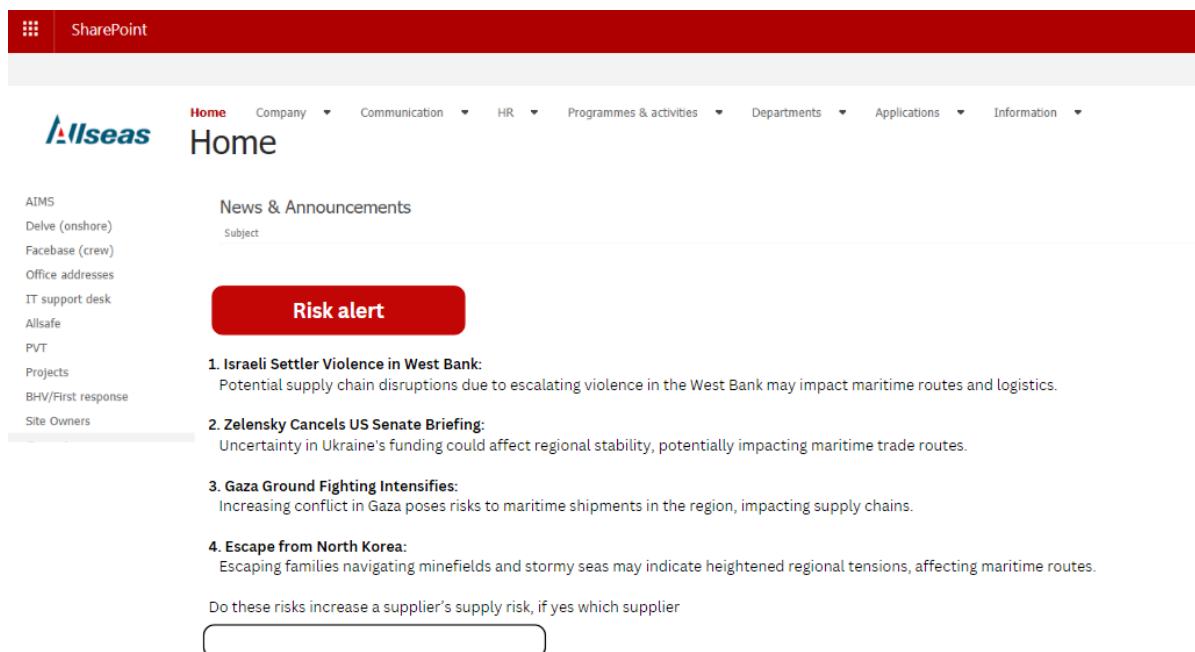 SharePoint
Allseas
Home Company Communication HR Programmes & activities Departments Applications Information
Home
AIMS
Delve (onshore)
Facebase (crew)
Office addresses
IT support desk
Allsafe
PVT
Projects
BHV/First response
Site Owners
News & Announcements
Subject
Risk alert
1. Israeli Settler Violence in West Bank:
Potential supply chain disruptions due to escalating violence in the West Bank may impact maritime routes and logistics.
2. Zelensky Cancels US Senate Briefing:
Uncertainty in Ukraine's funding could affect regional stability, potentially impacting maritime trade routes.
3. Gaza Ground Fighting Intensifies:
Increasing conflict in Gaza poses risks to maritime shipments in the region, impacting supply chains.
4. Escape from North Korea:
Escaping families navigating minefields and stormy seas may indicate heightened regional tensions, affecting maritime routes.
Do these risks increase a supplier's supply risk, if yes which supplier